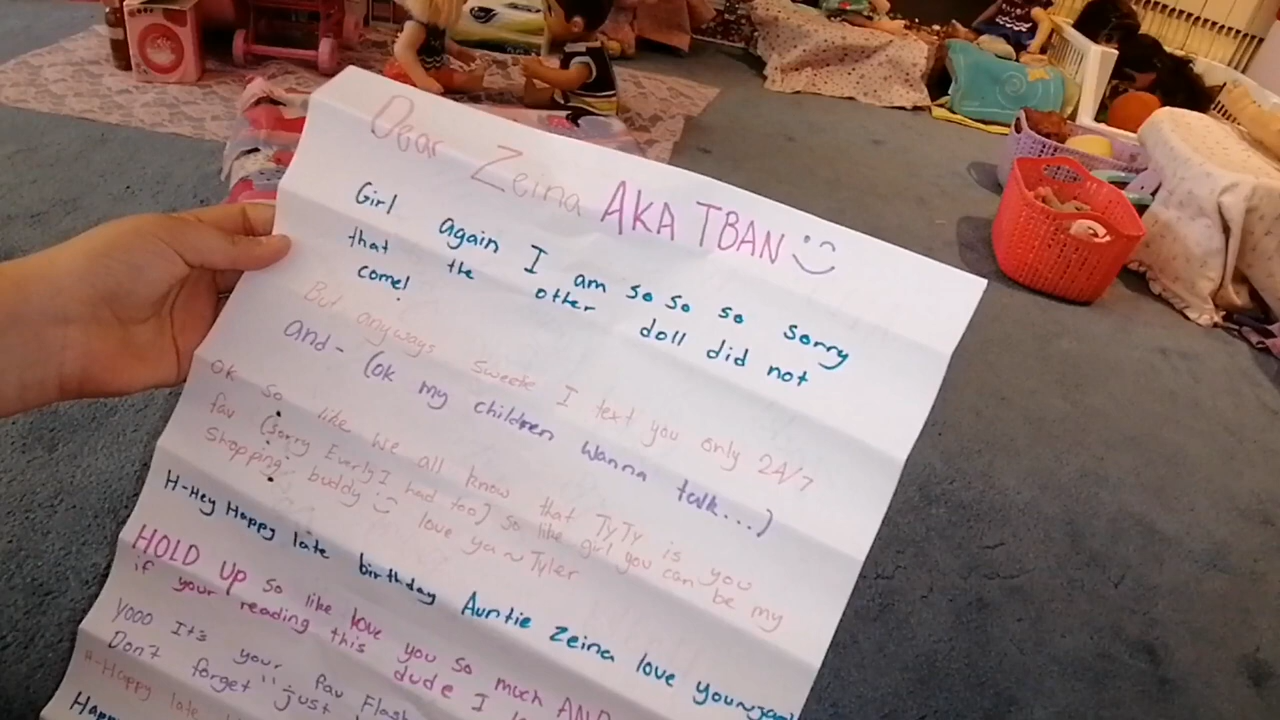 Dear Zeina AKA TBAN
Girl again I am so so so sorry
that the other doll did not
come!
But anyways sweetie I text you only 24/7
and- (ok my children wanna talk...)
Ok so like we all know that TyTy is you
fav (sorry Everly I had too) so like girl you can be my
shopping buddy :) love ya ~ Tyler
H-Hey Happy late birthday Auntie Zeina love you
HOLD UP so like love you so much AND
if your reading this dude I
Yooo It's your fav Flash
Don't forget "just
H-Happy late
Happ